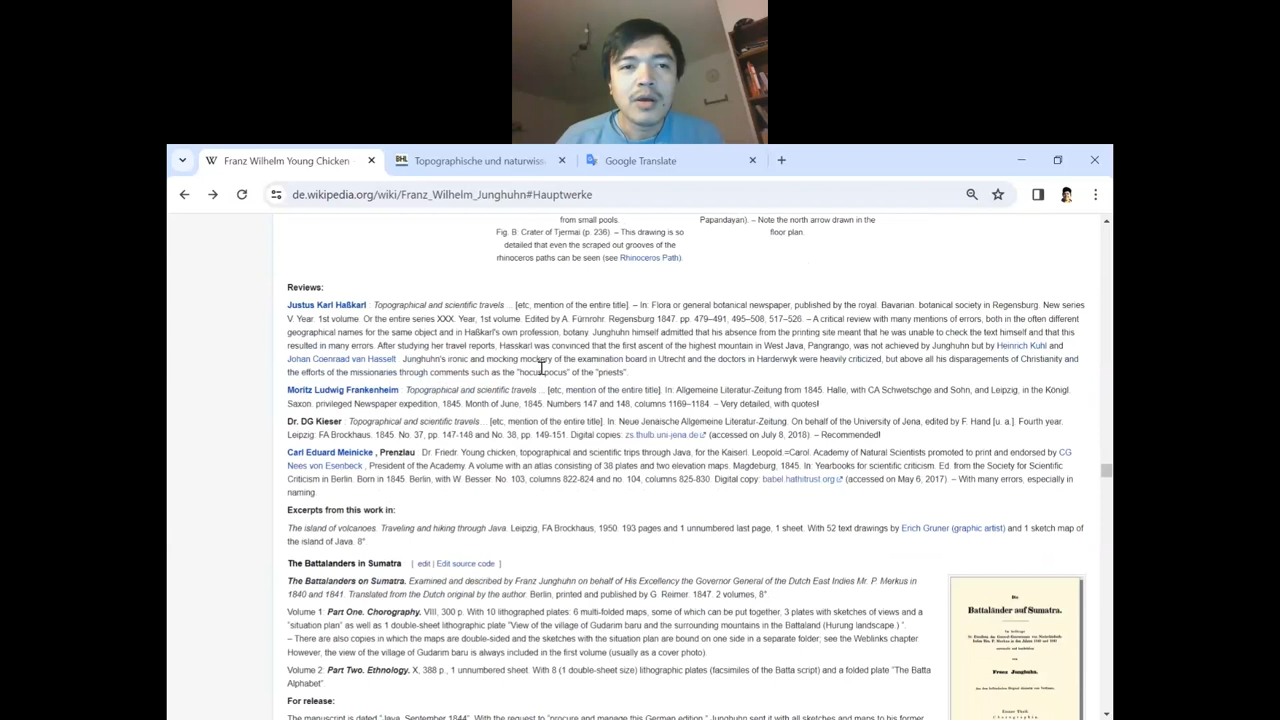 Franz Wilhelm Young Chicken
BHL
Topographische und naturwiss
Google Translate
de.wikipedia.org/wiki/Franz_Wilhelm_Junghuhn#Hauptwerke
from small pools.
Fig. B. Crater of Tjermai (p. 236). – This drawing is so
detailed that even the scraped out grooves of the
rhinoceros paths can be seen (see Rhinoceros Path).
Papandayan). – Note the north arrow drawn in the
floor plan.
Reviews:
Justus Karl Haßkarl : Topographical and scientific travels ... [etc, mention of the entire title]. – In: Flora or general botanical newspaper, published by the royal. Bavarian. botanical society in Regensburg. New series
V. Year. 1st volume. Or the entire series XXX. Year, 1st volume. Edited by A. Fürnrohr. Regensburg 1847. pp. 479–491, 495–508, 517–526. – A critical review with many mentions of errors, both in the often different
geographical names for the same object and in Haßkarl's own profession, botany. Junghuhn himself admitted that his absence from the printing site meant that he was unable to check the text himself and that this
resulted in many errors. After studying her travel reports, Hasskarl was convinced that the first ascent of the highest mountain in West Java, Pangrango, was not achieved by Junghuhn but by Heinrich Kuhl and
Johan Coenraad van Hasselt . Junghuhn's ironic and mocking mockery of the examination board in Utrecht and the doctors in Harderwyk were heavily criticized, but above all his disparagements of Christianity and
the efforts of the missionaries through comments such as the "hocus pocus" of the "priests".
Moritz Ludwig Frankenheim : Topographical and scientific travels ... [etc, mention of the entire title]. In: Allgemeine Literatur-Zeitung from 1845. Halle, with CA Schwetschge and Sohn, and Leipzig, in the Königl.
Saxon. privileged Newspaper expedition, 1845. Month of June, 1845. Numbers 147 and 148, columns 1169–1184. – Very detailed, with quotes!
Dr. DG Kieser : Topographical and scientific travels ... [etc, mention of the entire title]. In: Neue Jenaische Allgemeine Literatur-Zeitung. On behalf of the University of Jena, edited by F. Hand [u. a.]. Fourth year.
Leipzig: FA Brockhaus. 1845. No. 37, pp. 147-148 and No. 38, pp. 149-151. Digital copies: zs.thulb.uni-jena.de (accessed on July 8, 2018). – Recommended!
Carl Eduard Meinicke , Prenzlau : Dr. Friedr. Young chicken, topographical and scientific trips through Java, for the Kaiserl. Leopold.=Carol. Academy of Natural Scientists promoted to print and endorsed by CG
Nees von Esenbeck , President of the Academy. A volume with an atlas consisting of 38 plates and two elevation maps. Magdeburg, 1845. In: Yearbooks for scientific criticism. Ed. from the Society for Scientific
Criticism in Berlin. Born in 1845. Berlin, with W. Besser. No. 103, columns 822-824 and no. 104, columns 825-830. Digital copy: babel.hathitrust.org (accessed on May 6, 2017). – With many errors, especially in
naming.
Excerpts from this work in:
The island of volcanoes. Traveling and hiking through Java. Leipzig, FA Brockhaus, 1950. 193 pages and 1 unnumbered last page, 1 sheet. With 52 text drawings by Erich Gruner (graphic artist) and 1 sketch map of
the island of Java. 8°.
The Battalanders in Sumatra [ edit | Edit source code ]
The Battalanders on Sumatra. Examined and described by Franz Junghuhn on behalf of His Excellency the Governor General of the Dutch East Indies Mr. P. Merkus in
1840 and 1841. Translated from the Dutch original by the author. Berlin, printed and published by G. Reimer. 1847. 2 volumes, 8°.
Volume 1: Part One. Chorography. VIII, 300 p. With 10 lithographed plates: 6 multi-folded maps, some of which can be put together, 3 plates with sketches of views and a
"situation plan" as well as 1 double-sheet lithographic plate "View of the village of Gudarim baru and the surrounding mountains in the Battaland (Hurung landscape.) ".
– There are also copies in which the maps are double-sided and the sketches with the situation plan are bound on one side in a separate folder; see the Weblinks chapter.
However, the view of the village of Gudarim baru is always included in the first volume (usually as a cover photo).
Volume 2: Part Two. Ethnology. X, 388 p., 1 unnumbered sheet. With 8 (1 double-sheet size) lithographic plates (facsimiles of the Batta script) and a folded plate "The Batta
Alphabet".
For release:
The manuscript is dated "Java, September 1844". With the request to "procure and manage this German edition," Junghuhn sent it with all sketches and maps to his former
Die
Battaländer auf Sumatra.
von
Franz Junghuhn.
Erster Theil.
Chorographie